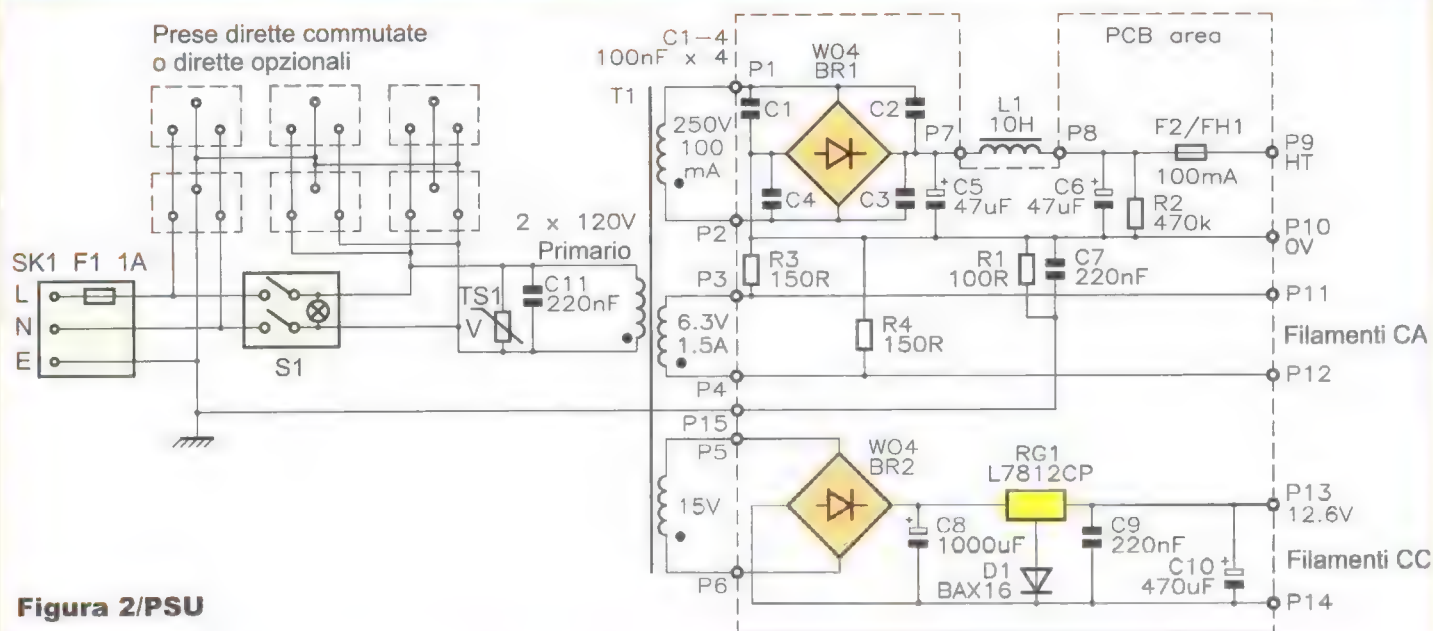 Prese dirette commutate
o dirette opzionali
C1-4
100nF x 4
P1
W04
BR1
PCB area
T1
C1
C2
P7
L1
10H
P8
F2/FH1
100mA
P9
HT
250V
100
mA
C4
C3
C5
47uF
C6
47uF
R2
470k
P2
P10
0V
2 x 120V
Primario
SK1 F1 1A
L
N
E
S1
TS1
V
C11
220nF
P3
R3
150R
R1
100R
C7
220nF
P11
6.3V
1.5A
R4
150R
Filamenti CA
P4
P12
P15
P5
W04
BR2
RG1
L7812CP
15V
P13
12.6V
C8
1000uF
C9
220nF
D1
BAX16
C10
470uF
Filamenti CC
P6
P14
Figura 2/PSU